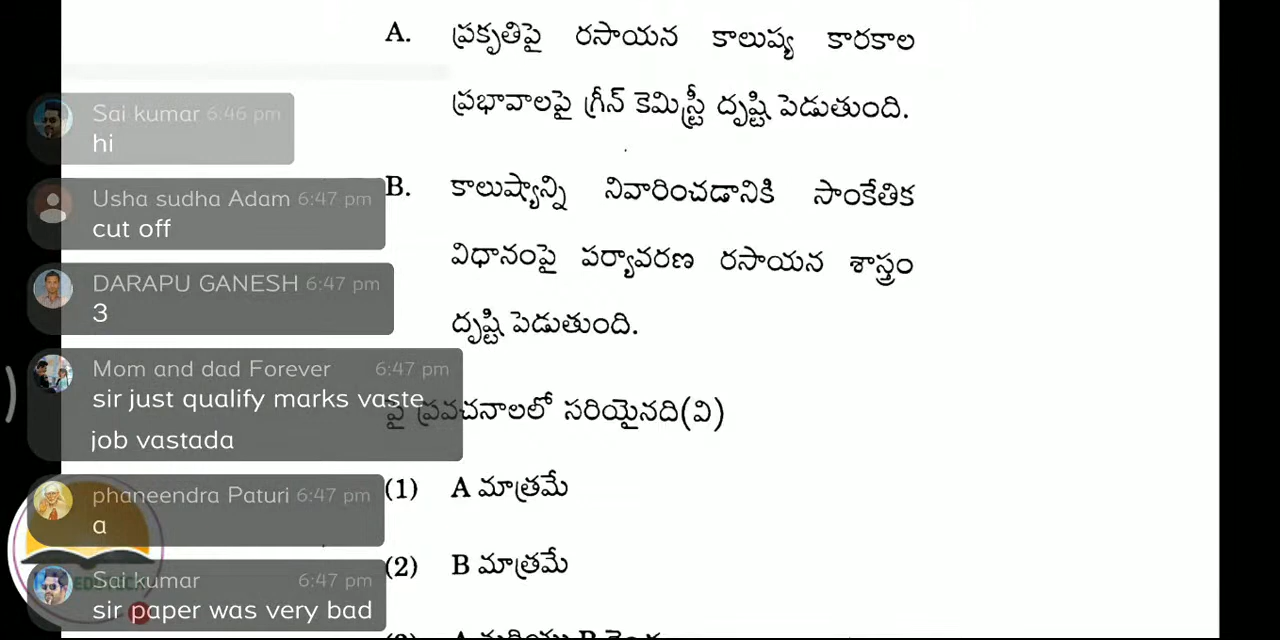 A. ప్రకృతిపై రసాయన కాలుష్య కారకాల
ప్రభావాలపై గ్రీన్ కెమిస్ట్రీ దృష్టి పెడుతుంది.
B. కాలుష్యాన్ని నివారించడానికి సాంకేతిక
విధానంపై పర్యావరణ రసాయన శాస్త్రం
దృష్టి పెడుతుంది.
పై ప్రవచనాలలో సరియైనది(వి)
(1) A మాత్రమే
(2) B మాత్రమే
Sai kumar 6:46 pm
hi
Usha sudha Adam 6:47 pm
cut off
DARAPU GANESH 6:47 pm
3
Mom and dad Forever 6:47 pm
sir just qualify marks vaste
job vastada
phaneendra Paturi 6:47 pm
a
Sai kumar 6:47 pm
sir paper was very bad